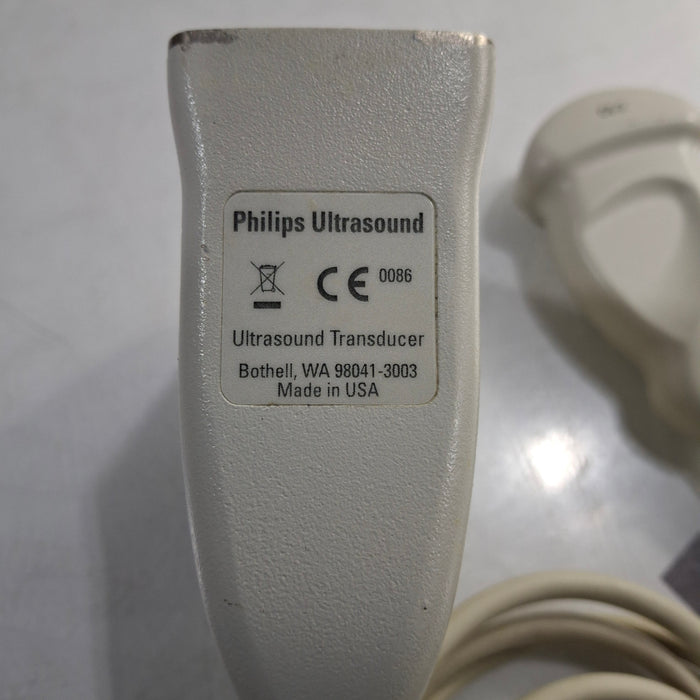 Philips Ultrasound
CE 0086
Ultrasound Transducer
Bothell, WA 98041-3003
Made in USA